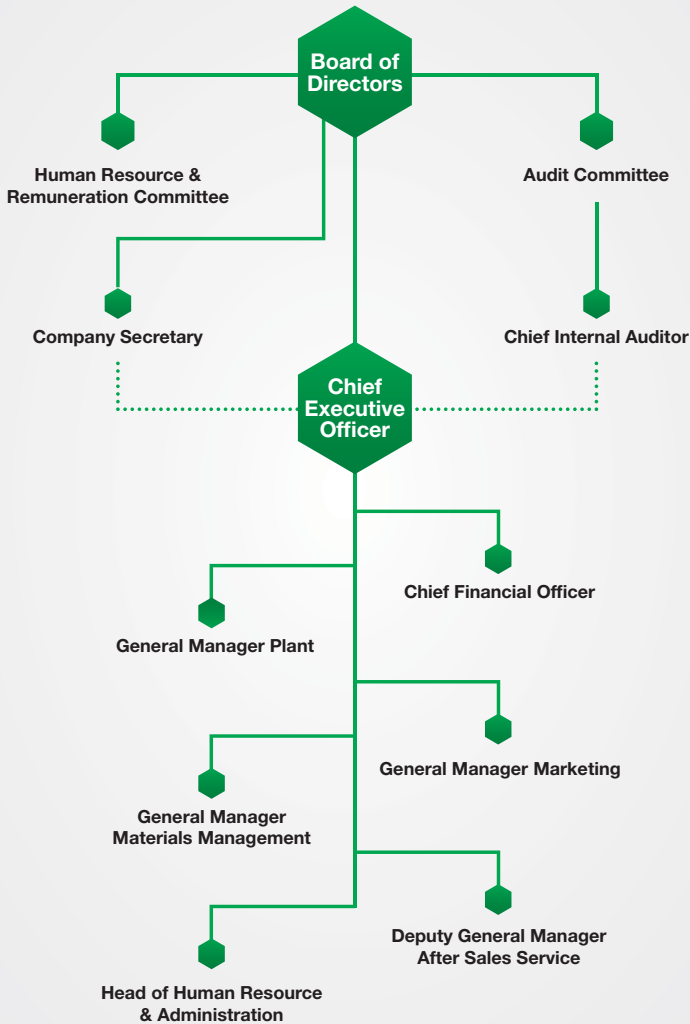 Board of
Directors
Human Resource &
Remuneration Committee
Audit Committee
Company Secretary
Chief Internal Auditor
Chief
Executive
Officer
Chief Financial Officer
General Manager Plant
General Manager Marketing
General Manager
Materials Management
Deputy General Manager
After Sales Service
Head of Human Resource
& Administration